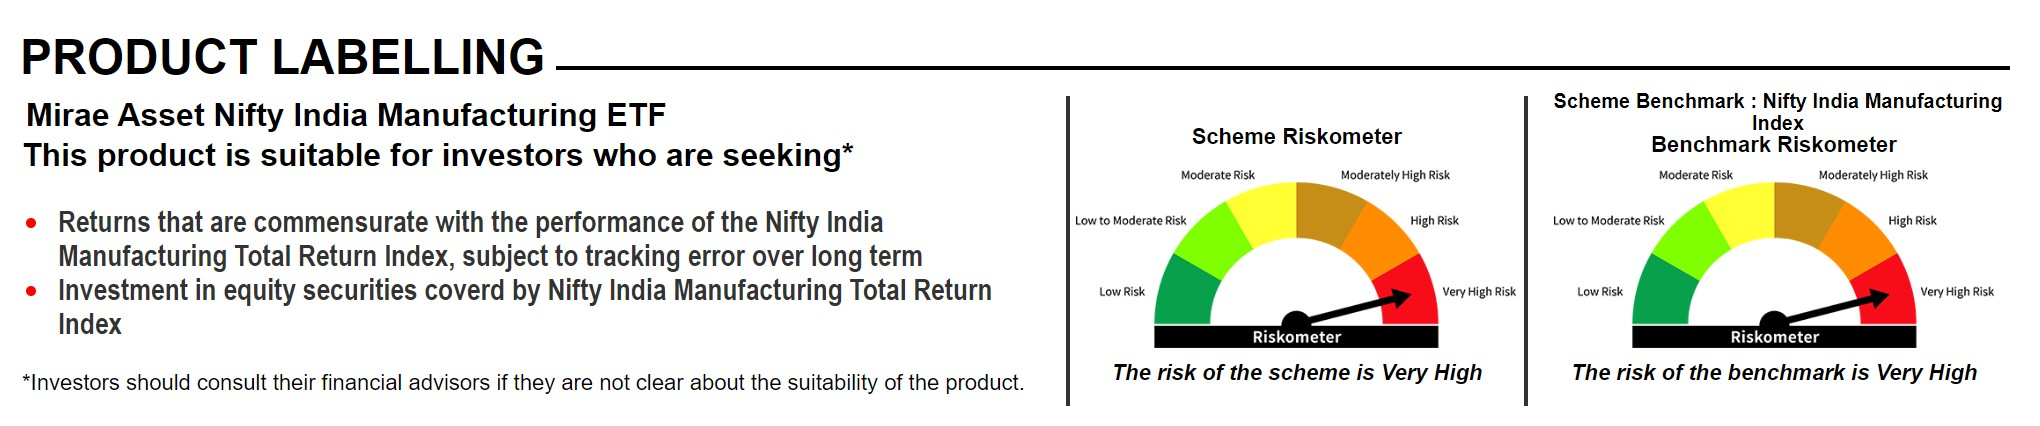 PRODUCT LABELLING
Mirae Asset Nifty India Manufacturing ETF
This product is suitable for investors who are seeking*
• Returns that are commensurate with the performance of the Nifty India
Manufacturing Total Return Index, subject to tracking error over long term
• Investment in equity securities coverd by Nifty India Manufacturing Total Return
Index
*Investors should consult their financial advisors if they are not clear about the suitability of the product.
Scheme Riskometer
Moderate Risk
Moderately High Risk
Low to Moderate Risk
High Risk
Low Risk
Very High Risk
Riskometer
The risk of the scheme is Very High
Scheme Benchmark : Nifty India Manufacturing
Index
Benchmark Riskometer
Moderate Risk
Moderately High Risk
Low to Moderate Risk
High Risk
Low Risk
Very High Risk
Riskometer
The risk of the benchmark is Very High